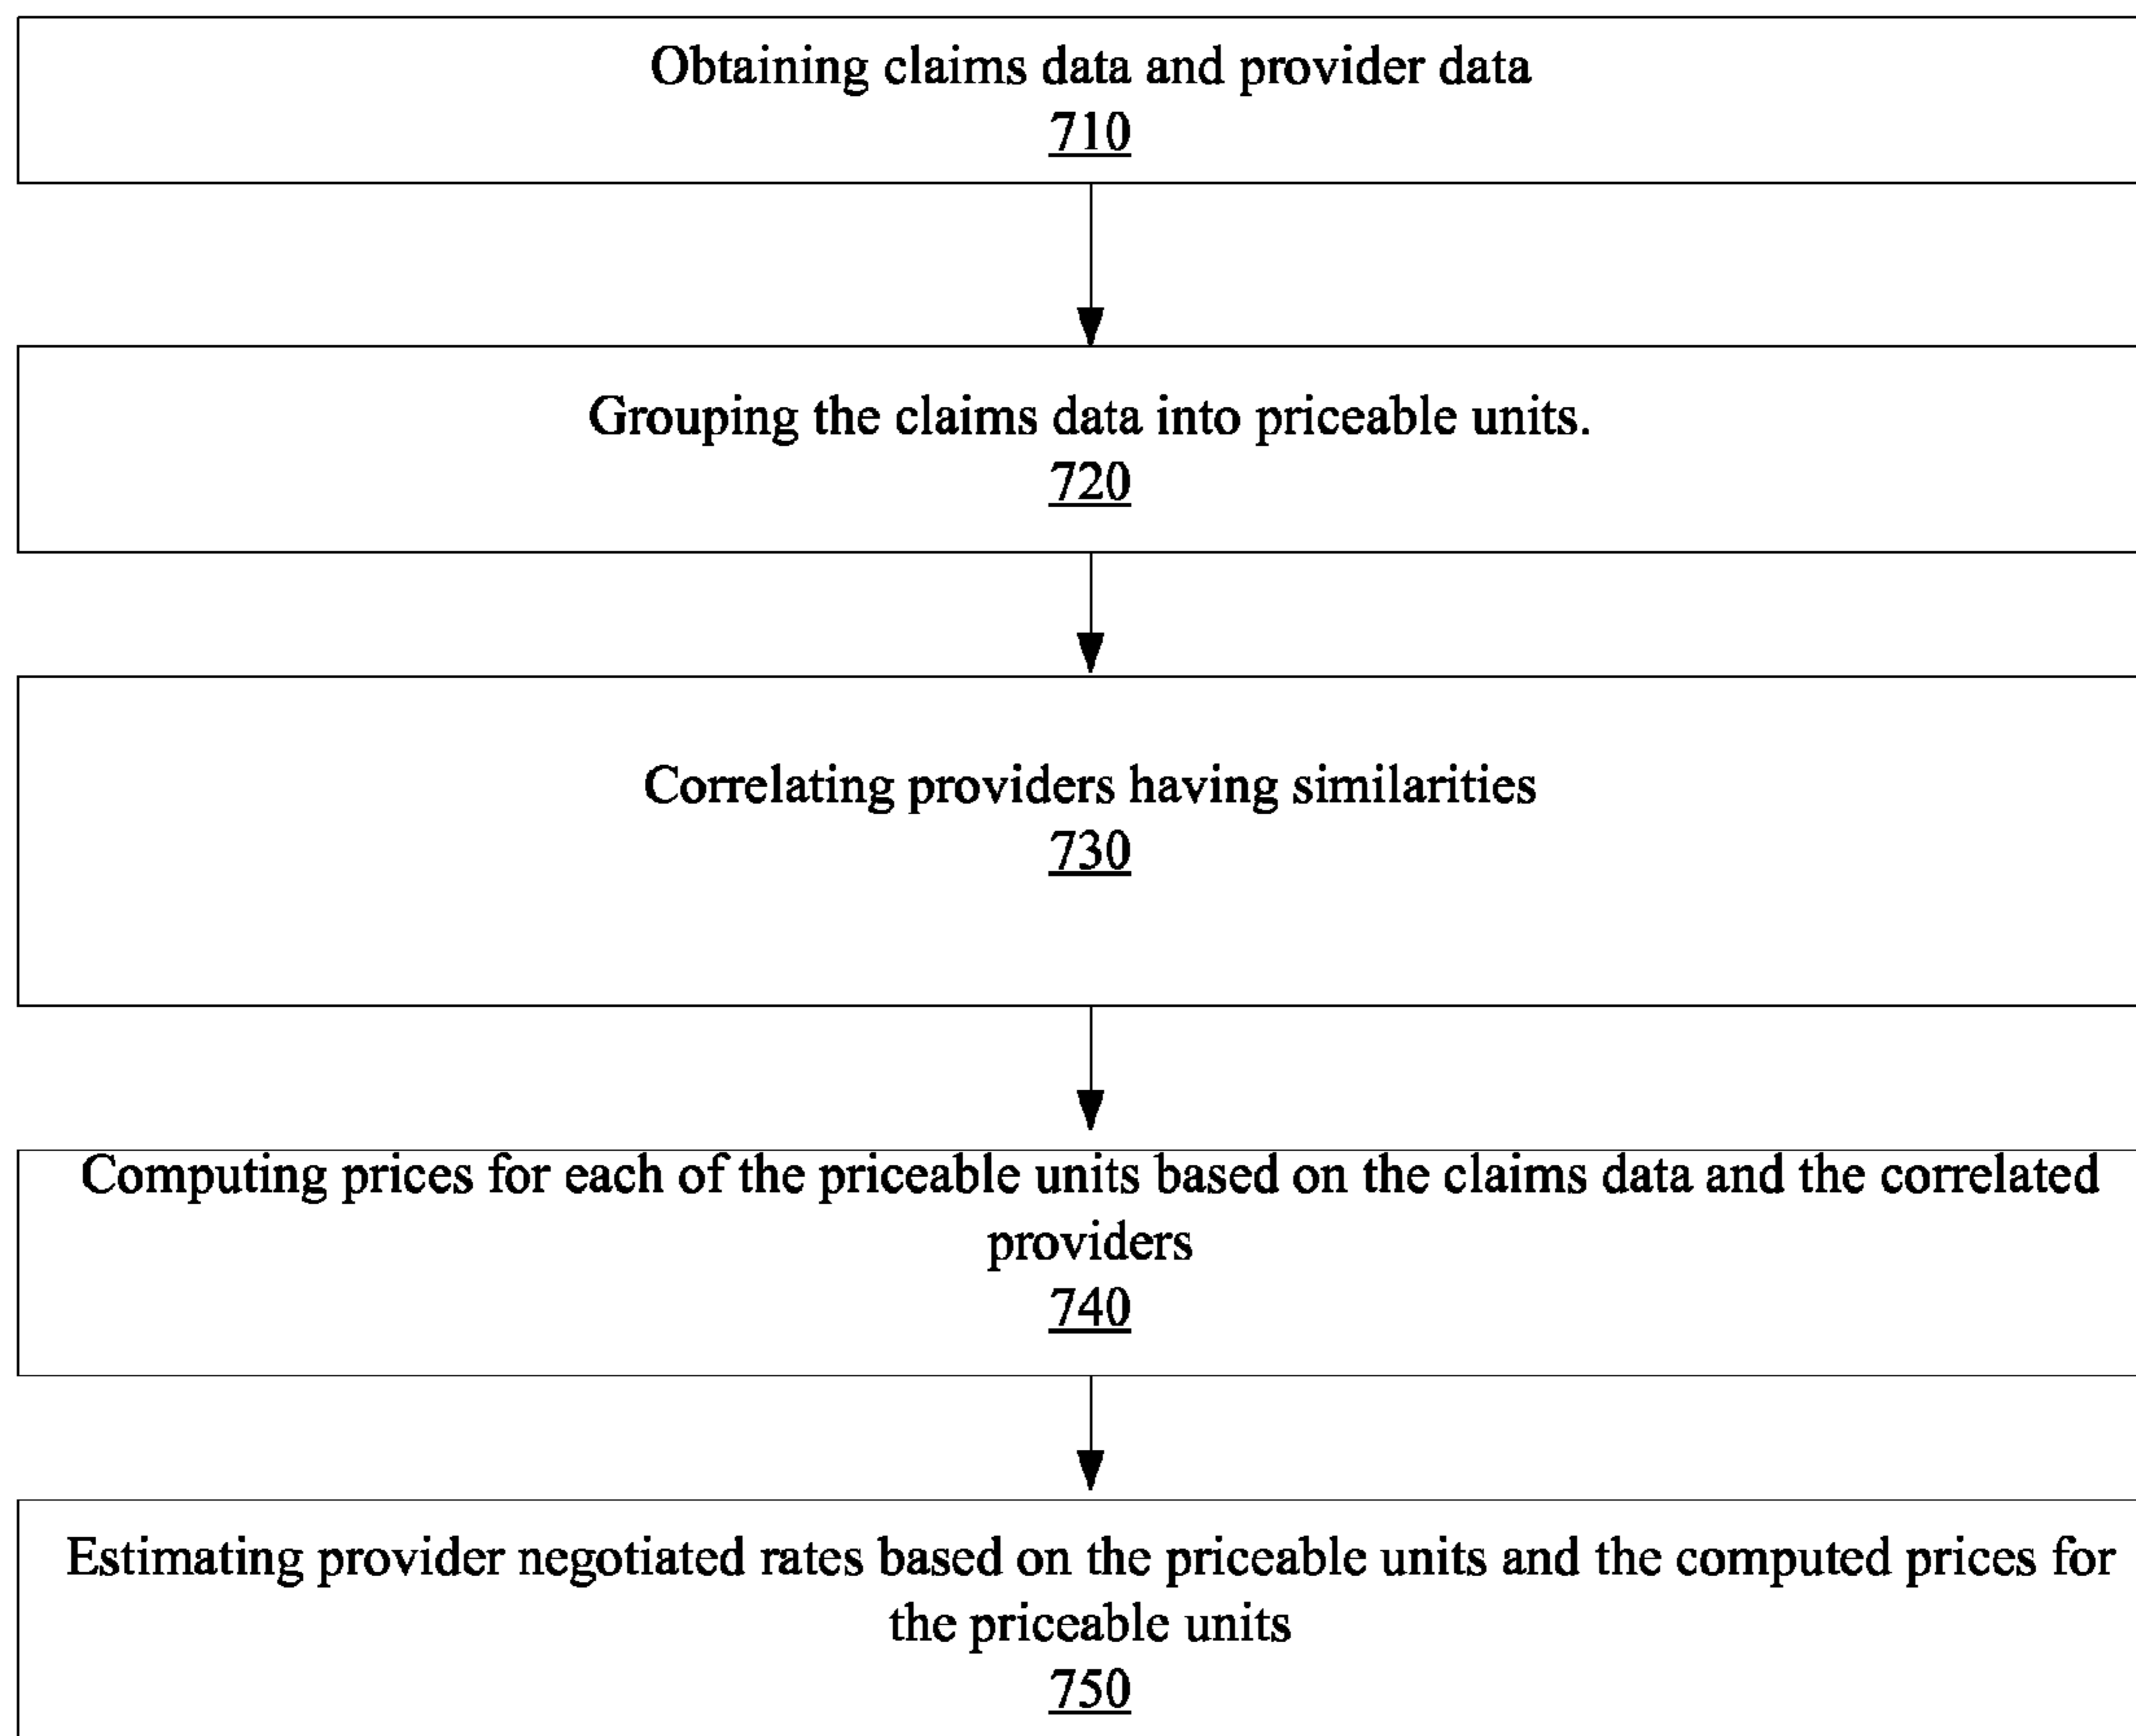 Obtaining claims data and provider data
710
Grouping the claims data into priceable units.
720
Correlating providers having similarities
730
Computing prices for each of the priceable units based on the claims data and the correlated
providers
740
Estimating provider negotiated rates based on the priceable units and the computed prices for
the priceable units
750